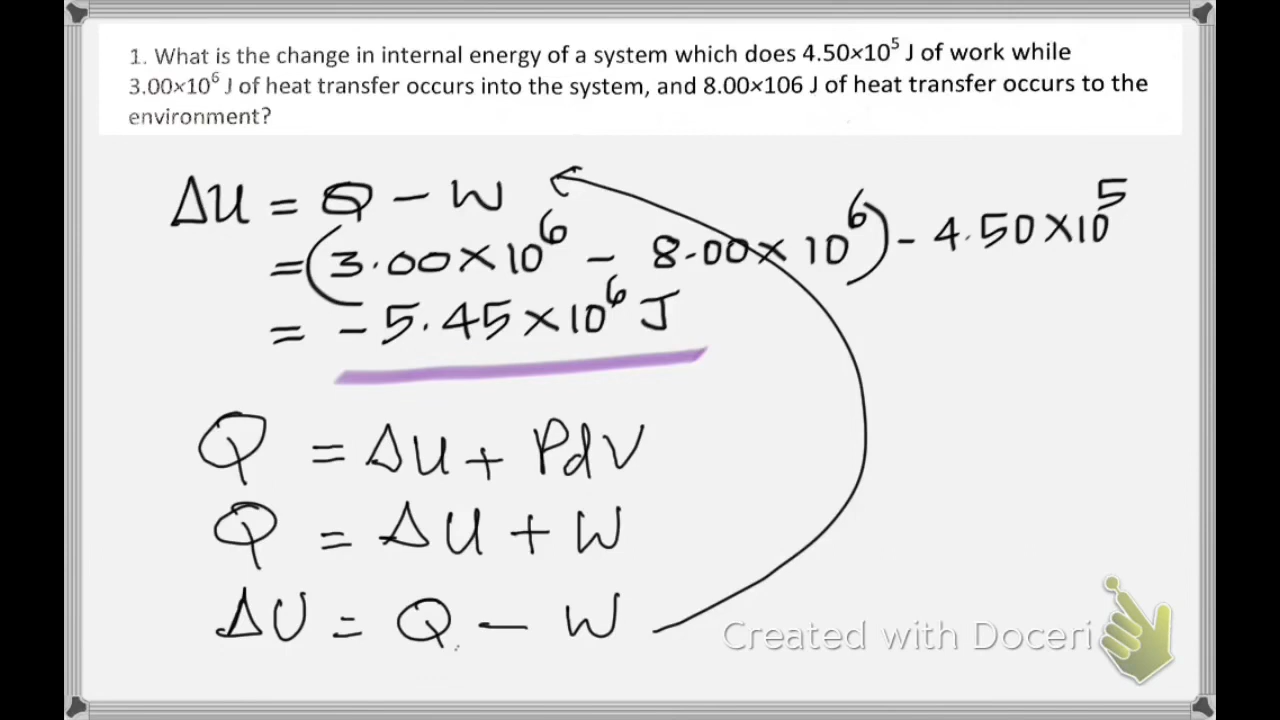 1. What is the change in internal energy of a system which does 4.50×10⁵ J of work while
3.00×10⁶ J of heat transfer occurs into the system, and 8.00×106 J of heat transfer occurs to the
environment?
ΔU = Q − W
= (3.00×10⁶ − 8.00×10⁶) − 4.50×10⁵
= −5.45×10⁶ J
Q = ΔU + PdV
Q = ΔU + W
ΔU = Q − W
Created with Doceri